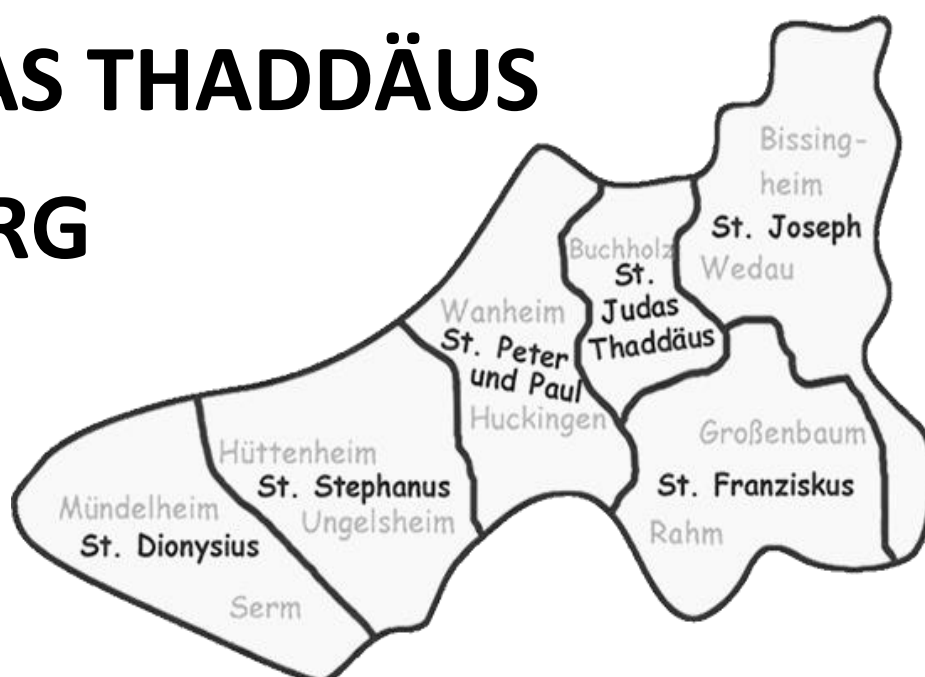 AS THADDÄUS
RG
Bissing-
heim
St. Joseph
Wedau
Buchholz
St.
Judas
Thaddäus
Wanheim
St. Peter
und Paul
Huckingen
Großenbaum
St. Franziskus
Rahm
Hüttenheim
St. Stephanus
Ungelsheim
Mündelheim
St. Dionysius
Serm